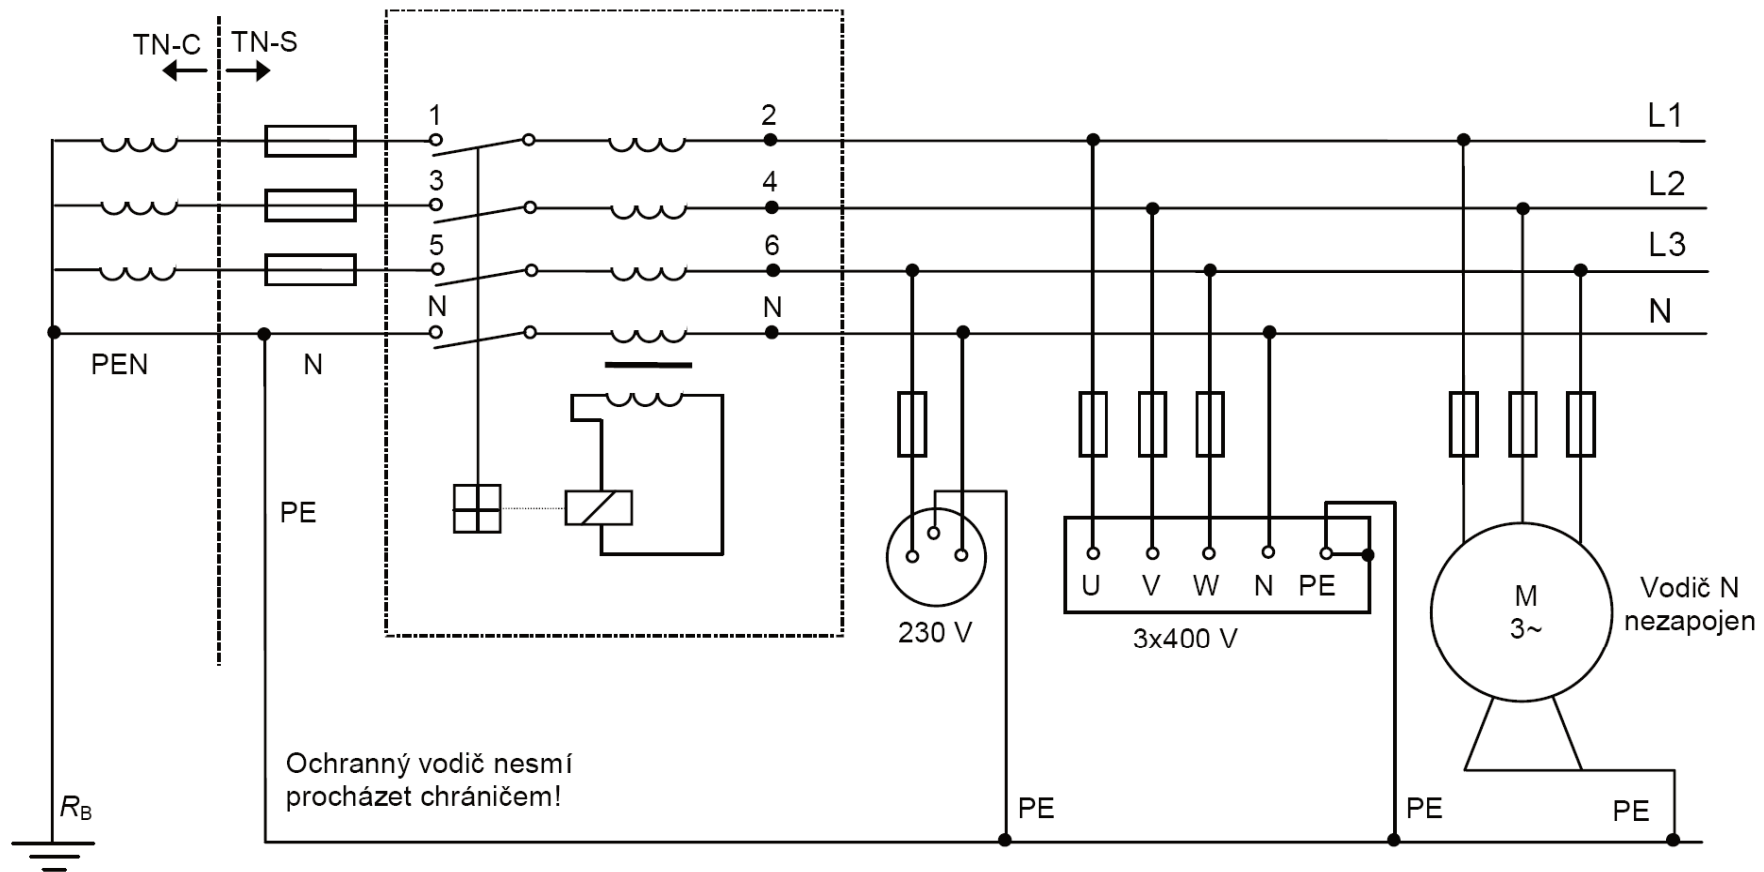 TN-C
TN-S
1
2
L1
3
4
L2
5
6
L3
N
N
N
PEN
N
PE
U V W N PE
230 V
3x400 V
M
3~
Vodič N
nezapojen
Ochranný vodič nesmí
procházet chráničem!
RB
PE
PE
PE